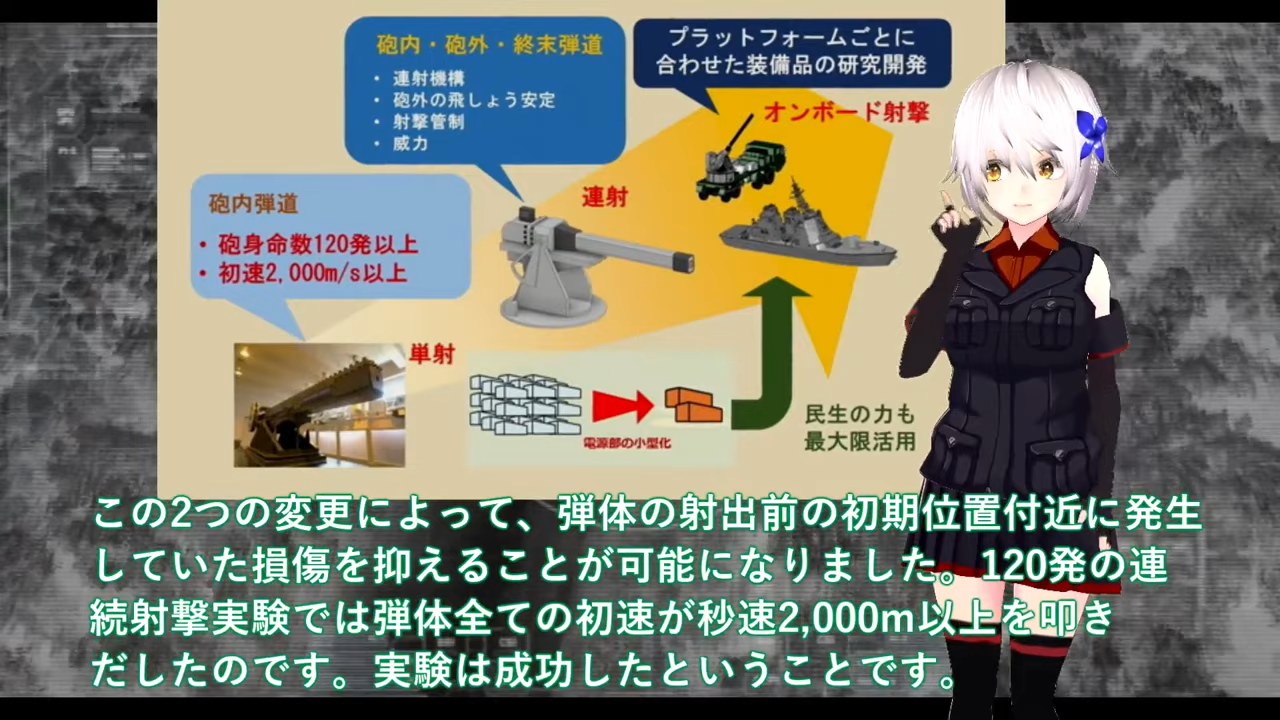 砲内・砲外・終末弾道
・ 連射機構
・ 砲外の飛しょう安定
・ 射撃管制
・ 威力
プラットフォームごとに
合わせた装備品の研究開発
オンボード射撃
砲内弾道
・ 砲身命数120発以上
・ 初速2,000m/s以上
連射
単射
電源部の小型化
民生の力も
最大限活用
この2つの変更によって、弾体の射出前の初期位置付近に発生
していた損傷を抑えることが可能になりました。120発の連
続射撃実験では弾体全ての初速が秒速2,000m以上を叩き
だしたのです。実験は成功したということです。